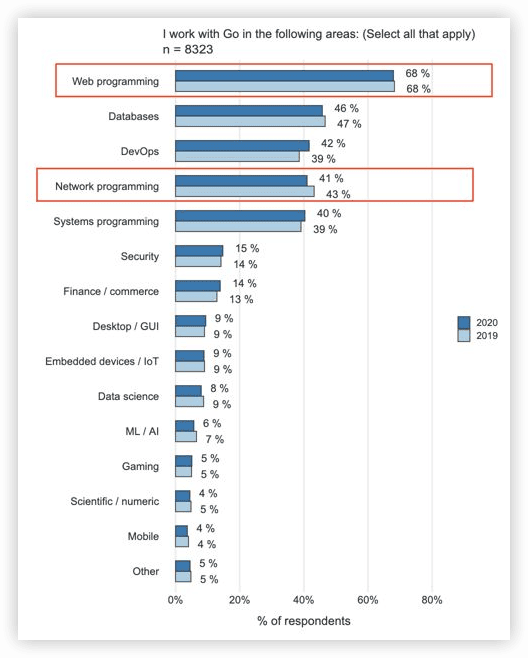 I work with Go in the following areas: (Select all that apply)
n = 8323
Web programming 68 %
68 %
Databases 46 %
47 %
DevOps 42 %
39 %
Network programming 41 %
43 %
Systems programming 40 %
39 %
Security 15 %
14 %
Finance / commerce 14 %
13 %
Desktop / GUI 9 %
9 %
Embedded devices / IoT 9 %
9 %
Data science 8 %
9 %
ML / AI 6 %
7 %
Gaming 5 %
5 %
Scientific / numeric 4 %
5 %
Mobile 4 %
4 %
Other 5 %
5 %
2020
2019
0% 20% 40% 60% 80%
% of respondents